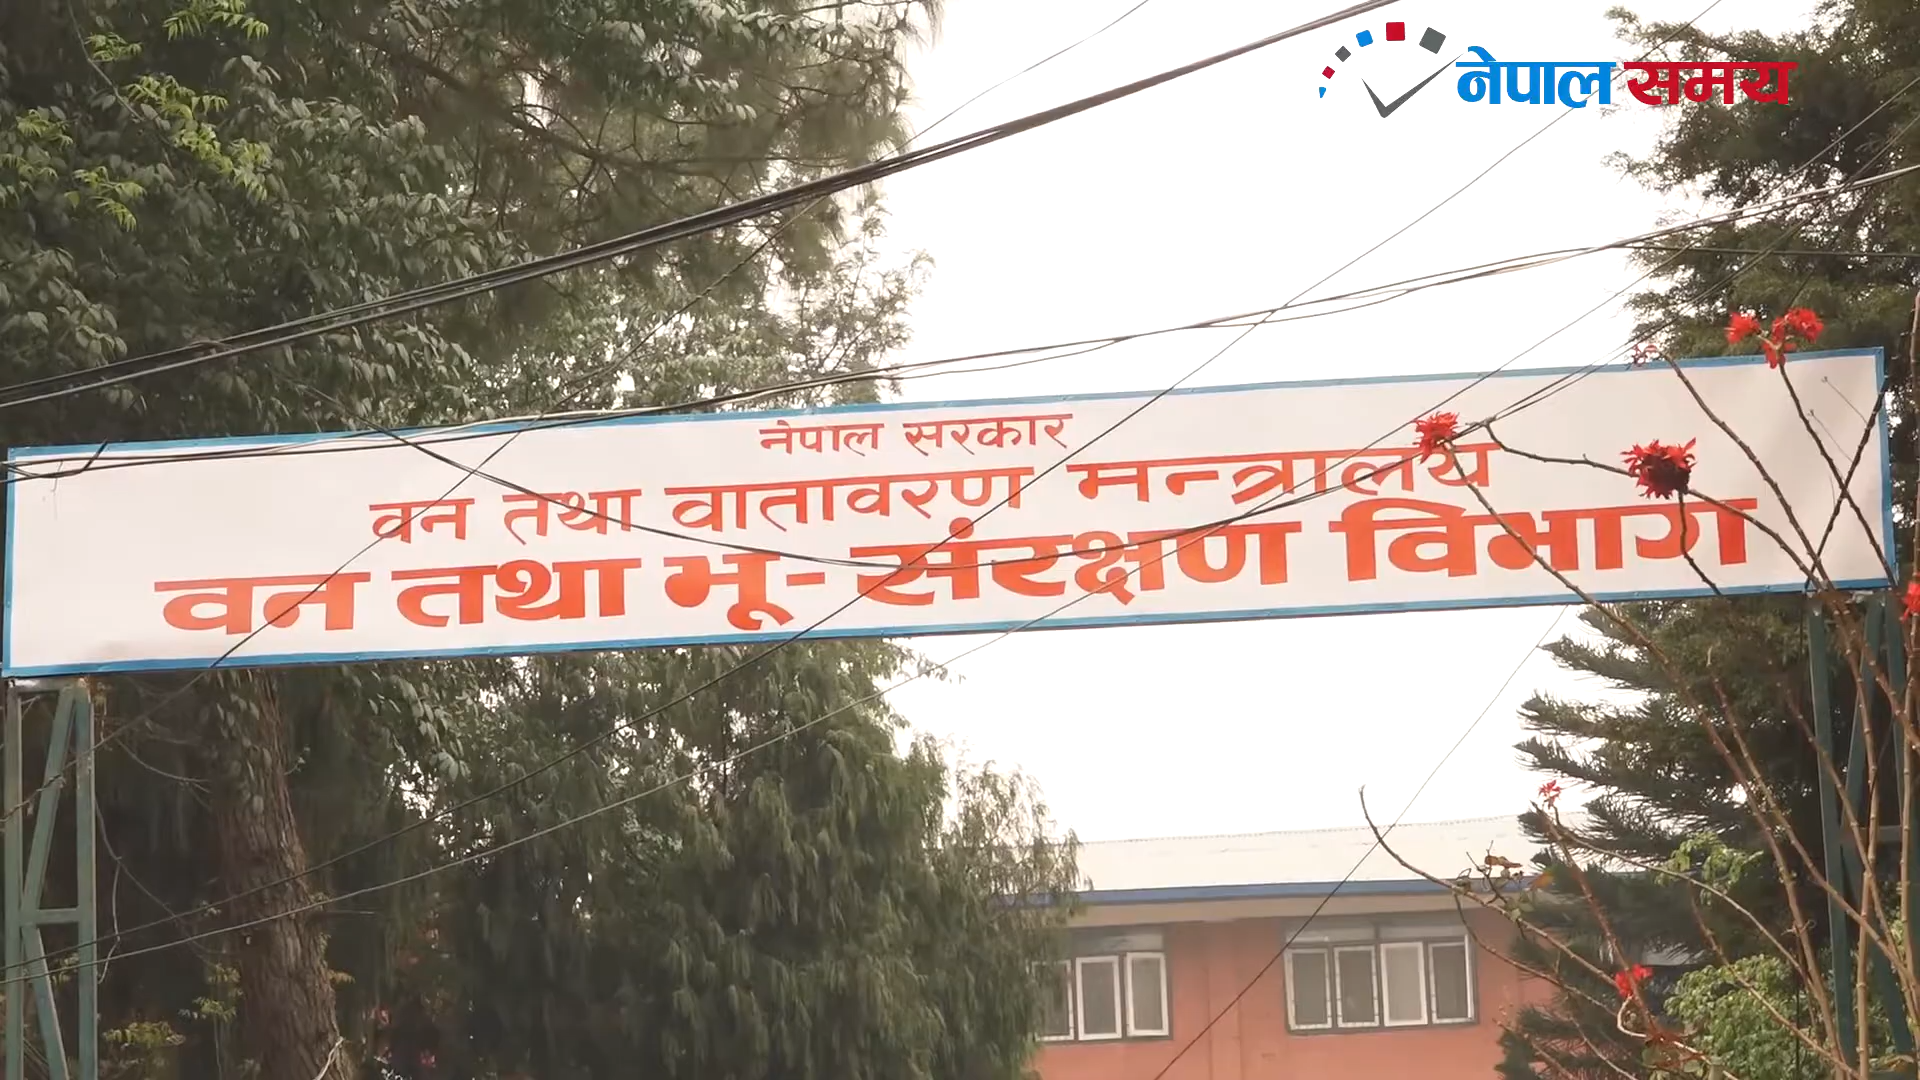 नेपाल समय
नेपाल सरकार
वन तथा वातावरण मन्त्रालय
वन तथा भू-संरक्षण विभाग